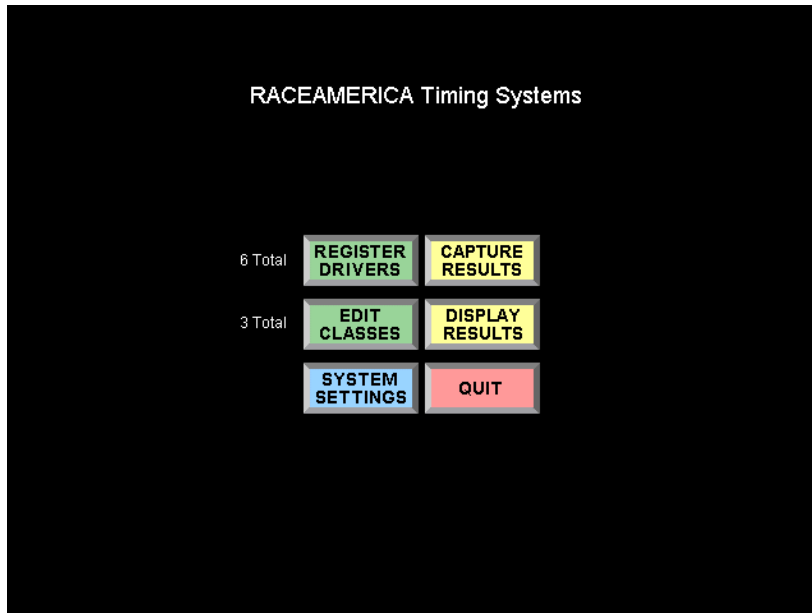 RACEAMERICA Timing Systems
6 Total
REGISTER
DRIVERS
CAPTURE
RESULTS
3 Total
EDIT
CLASSES
DISPLAY
RESULTS
SYSTEM
SETTINGS
QUIT